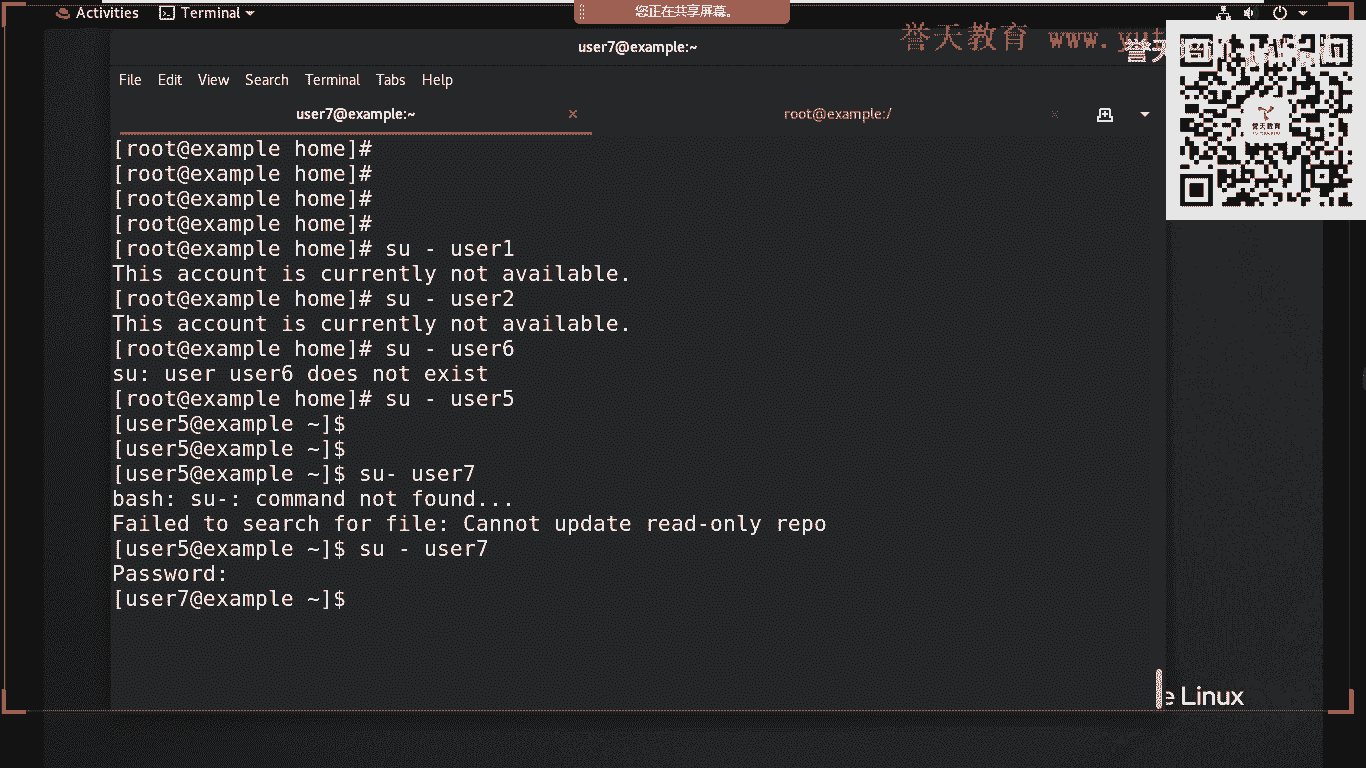 Activities
Terminal
您正在共享屏幕。
誉天教育 www.yut
user7@example:~
File Edit View Search Terminal Tabs Help
user7@example:~
root@example:/
誉天教育
[root@example home]#
[root@example home]#
[root@example home]#
[root@example home]#
[root@example home]# su - user1
This account is currently not available.
[root@example home]# su - user2
This account is currently not available.
[root@example home]# su - user6
su: user user6 does not exist
[root@example home]# su - user5
[user5@example ~]$
[user5@example ~]$
[user5@example ~]$ su- user7
bash: su-: command not found...
Failed to search for file: Cannot update read-only repo
[user5@example ~]$ su - user7
Password:
[user7@example ~]$
e Linux